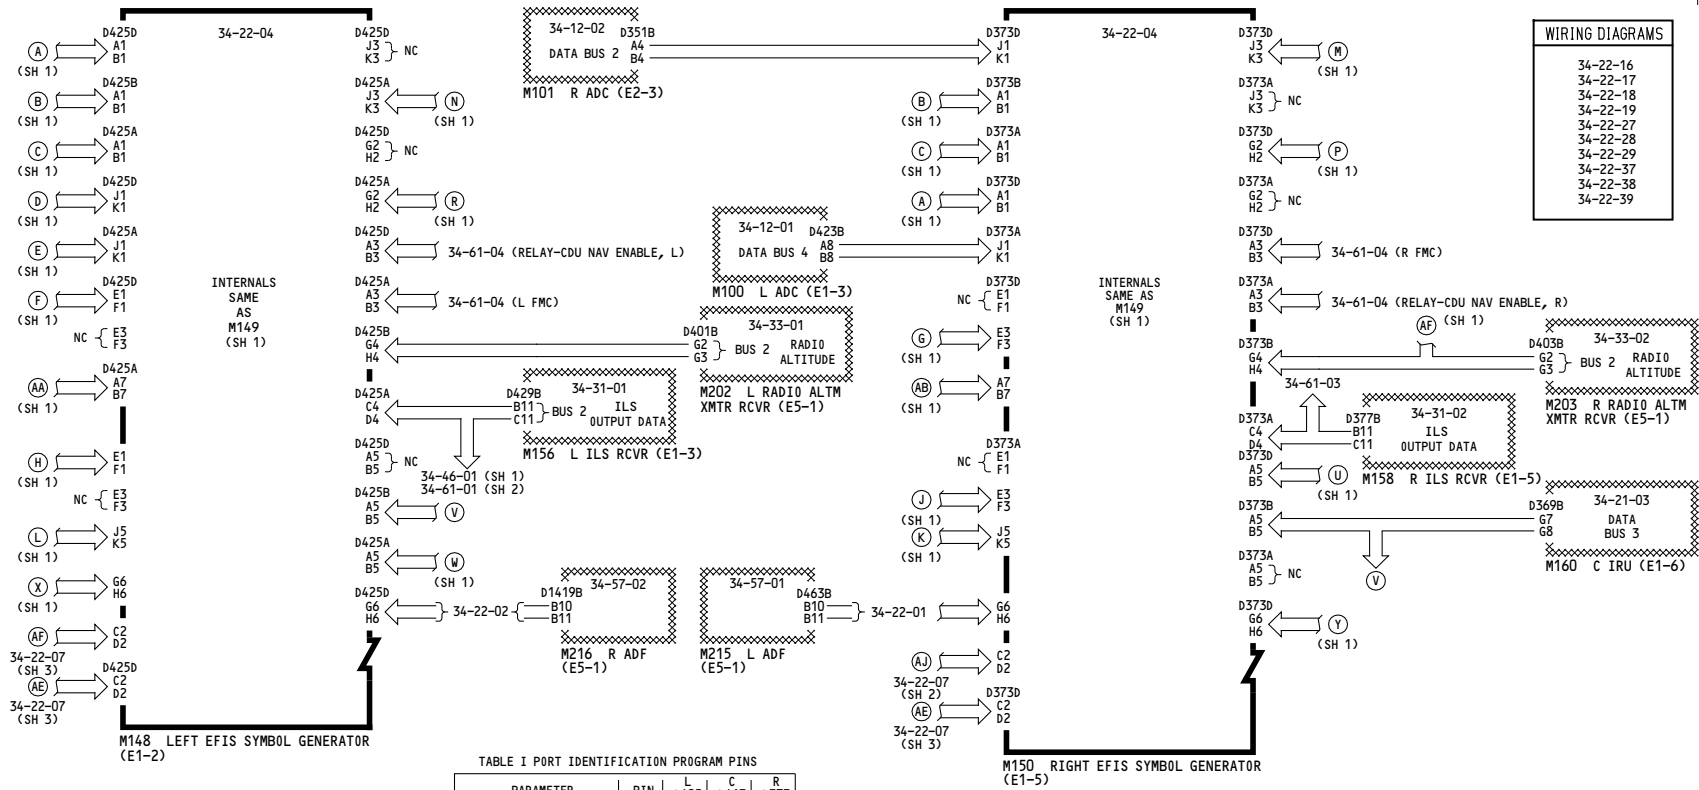 D425D
34-22-04
D425D
A
A1
B1
(SH 1)
J3
K3
NC
D425B
B
A1
B1
(SH 1)
D425A
J3
K3
N
(SH 1)
D425A
C
A1
B1
(SH 1)
D425D
G2
H2
NC
D425D
D
J1
K1
(SH 1)
D425A
G2
H2
R
(SH 1)
D425A
E
J1
K1
(SH 1)
D425D
A3
B3
34-61-04 (RELAY-CDU NAV ENABLE, L)
D425D
F
E1
F1
(SH 1)
D425A
A3
B3
34-61-04 (L FMC)
NC
E3
F3
D425B
G4
H4
D425A
AA
A7
B7
(SH 1)
D425A
C4
D4
H
E1
F1
(SH 1)
D425D
A5
B5
NC
NC
E3
F3
D425B
A5
B5
V
L
J5
K5
(SH 1)
D425A
A5
B5
W
(SH 1)
X
G6
H6
(SH 1)
D425D
G6
H6
34-22-02
AF
C2
D2
34-22-07
(SH 3)
D425D
AE
C2
D2
34-22-07
(SH 3)
INTERNALS
SAME
AS
M149
(SH 1)
M148 LEFT EFIS SYMBOL GENERATOR
(E1-2)
34-12-02
D351B
DATA BUS 2
A4
B4
M101 R ADC (E2-3)
34-12-01
D423B
DATA BUS 4
A8
B8
M100 L ADC (E1-3)
D401B
34-33-01
G2
G3
BUS 2
RADIO
ALTITUDE
M202 L RADIO ALTM
XMTR RCVR (E5-1)
34-31-01
D429B
B11
C11
BUS 2
ILS
OUTPUT DATA
M156 L ILS RCVR (E1-3)
34-46-01 (SH 1)
34-61-01 (SH 2)
34-57-02
D1419B
B10
B11
M216 R ADF
(E5-1)
34-57-01
D463B
B10
B11
34-22-01
M215 L ADF
(E5-1)
D373D
34-22-04
D373D
J1
K1
J3
K3
M
(SH 1)
D373B
B
A1
B1
(SH 1)
D373A
J3
K3
NC
D373A
C
A1
B1
(SH 1)
D373D
G2
H2
P
(SH 1)
D373D
A
A1
B1
(SH 1)
D373A
G2
H2
NC
D373A
J1
K1
D373D
A3
B3
34-61-04 (R FMC)
D373D
NC
E1
F1
D373A
A3
B3
34-61-04 (RELAY-CDU NAV ENABLE, R)
G
E3
F3
(SH 1)
AF
(SH 1)
D373B
G4
H4
AB
A7
B7
(SH 1)
34-61-03
D373A
C4
D4
D373A
NC
E1
F1
D373D
A5
B5
U
(SH 1)
J
E3
F3
(SH 1)
D373B
A5
B5
K
J5
K5
(SH 1)
V
D373A
A5
B5
NC
G6
H6
D373D
G6
H6
Y
(SH 1)
AJ
C2
D2
34-22-07
(SH 2)
D373D
AE
C2
D2
34-22-07
(SH 3)
INTERNALS
SAME AS
M149
(SH 1)
M150 RIGHT EFIS SYMBOL GENERATOR
(E1-5)
D403B
34-33-02
G2
G3
BUS 2
RADIO
ALTITUDE
M203 R RADIO ALTM
XMTR RCVR (E5-1)
D377B
34-31-02
B11
C11
ILS
OUTPUT DATA
M158 R ILS RCVR (E1-5)
D369B
34-21-03
G7
G8
DATA
BUS 3
M160 C IRU (E1-6)
WIRING DIAGRAMS
34-22-16
34-22-17
34-22-18
34-22-19
34-22-27
34-22-28
34-22-29
34-22-37
34-22-38
34-22-39
TABLE I PORT IDENTIFICATION PROGRAM PINS
L C R